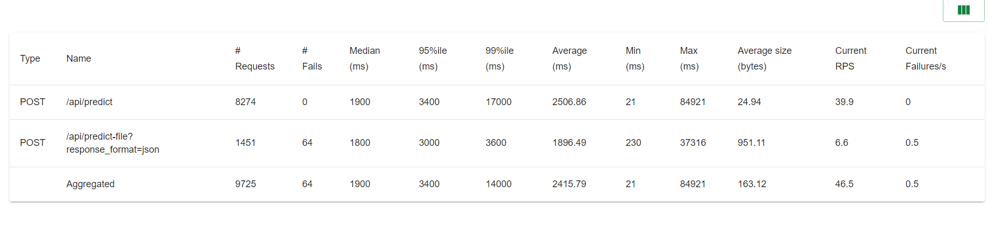 Type Name # Requests # Fails Median (ms) 95%ile (ms) 99%ile (ms) Average (ms) Min (ms) Max (ms) Average size (bytes) Current RPS Current Failures/s
POST /api/predict 8274 0 1900 3400 17000 2506.86 21 84921 24.94 39.9 0
POST /api/predict-file?response_format=json 1451 64 1800 3000 3600 1896.49 230 37316 951.11 6.6 0.5
Aggregated 9725 64 1900 3400 14000 2415.79 21 84921 163.12 46.5 0.5